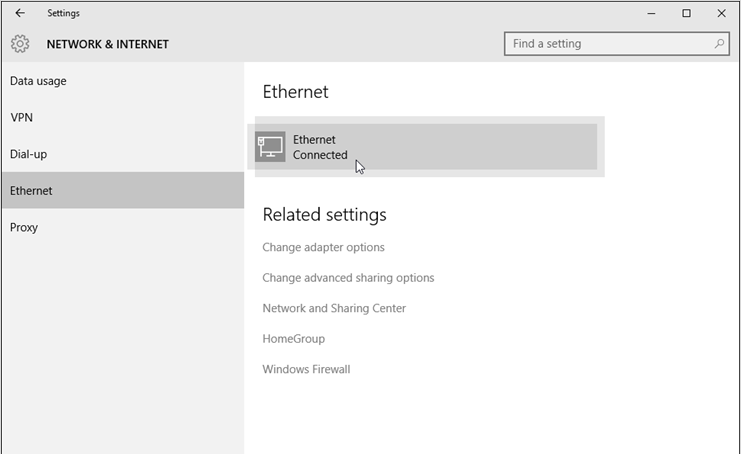 Settings
NETWORK & INTERNET
Find a setting
Data usage
VPN
Dial-up
Ethernet
Proxy
Ethernet
Ethernet
Connected
Related settings
Change adapter options
Change advanced sharing options
Network and Sharing Center
HomeGroup
Windows Firewall